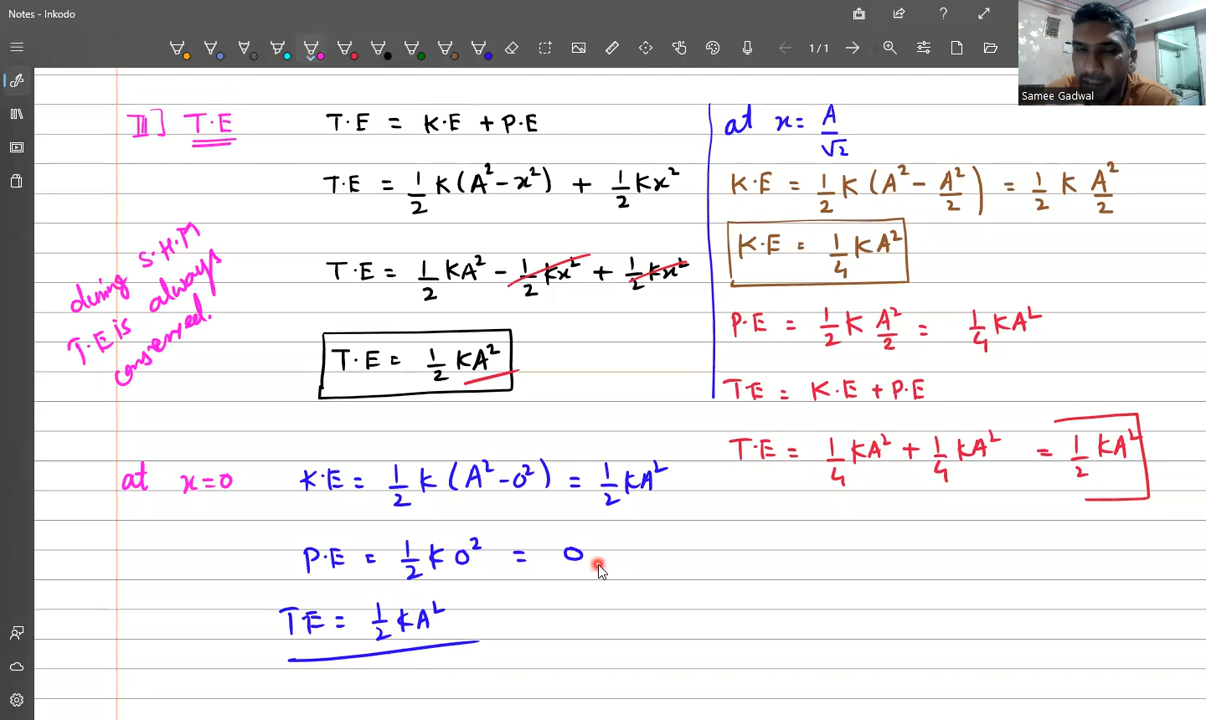 Notes - Inkodo
1/1
Samee Gadwal
III] T.E
T.E = K.E + P.E
T.E = 1/2 K(A² - x²) + 1/2 Kx²
T.E = 1/2 KA² - 1/2 Kx² + 1/2 Kx²
T.E = 1/2 KA²
during S.H.M
T.E is always
conserved.
at x=0 K.E = 1/2 K (A² - 0²) = 1/2 KA²
P.E = 1/2 K 0² = 0
TE = 1/2 KA²
at x = A/√2
K.E = 1/2 K (A² - A²/2) = 1/2 K A²/2
K.E = 1/4 KA²
P.E = 1/2 K A²/2 = 1/4 KA²
TE = K.E + P.E
T.E = 1/4 KA² + 1/4 KA² = 1/2 KA²